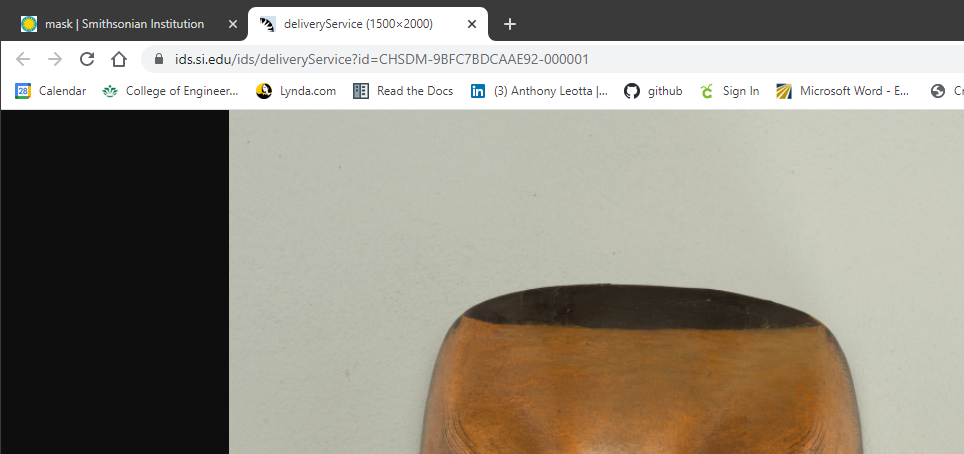 mask | Smithsonian Institution
deliveryService (1500×2000)
ids.si.edu/ids/deliveryService?id=CHSDM-9BFC7BDCAAE92-000001
28 Calendar College of Engineer... Lynda.com Read the Docs in (3) Anthony Leotta |... github Sign In Microsoft Word - E... Cr